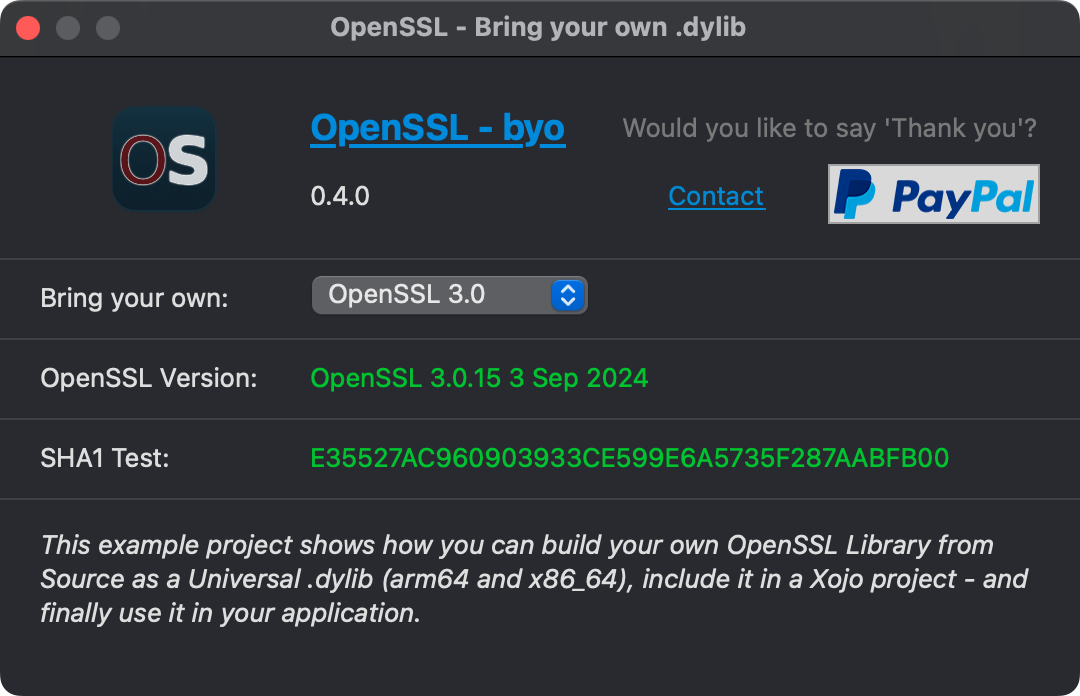 OpenSSL - Bring your own .dylib
OS
OpenSSL - byo
Would you like to say 'Thank you'?
0.4.0
Contact
PayPal
Bring your own:
OpenSSL 3.0
OpenSSL Version:
OpenSSL 3.0.15 3 Sep 2024
SHA1 Test:
E35527AC960903933CE599E6A5735F287AABFB00
This example project shows how you can build your own OpenSSL Library from
Source as a Universal .dylib (arm64 and x86_64), include it in a Xojo project - and
finally use it in your application.